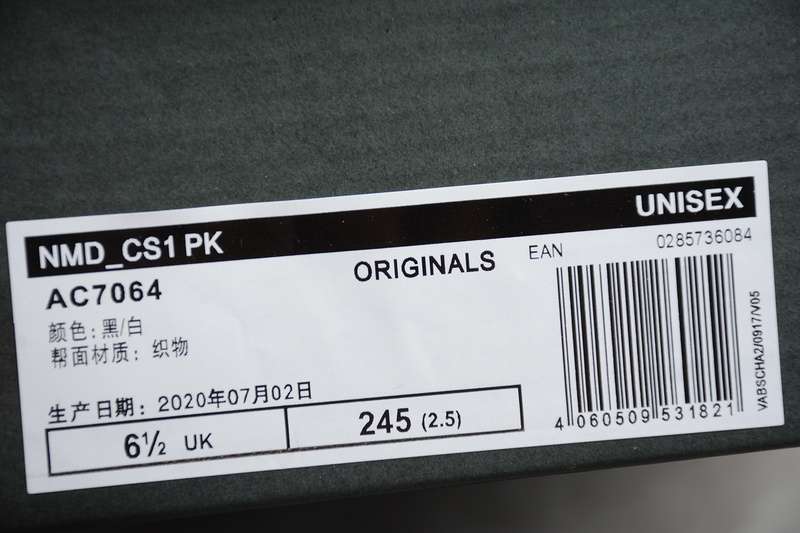 NMD_CS1 PK
UNISEX
AC7064
ORIGINALS
EAN
0285736084
颜色:黑/白
帮面材质: 织物
生产日期: 2020年07月02日
6½ UK
245 (2.5)
4 060509 531821
VABSCHA2/0917/V05